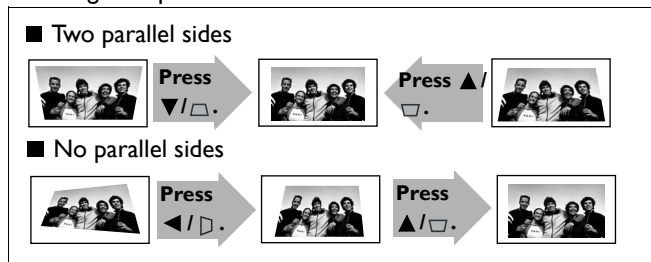 ■ Two parallel sides
Press
▼/⏢.
Press ▲/
⏢.
■ No parallel sides
Press
◀/▷.
Press
▲/⏢.